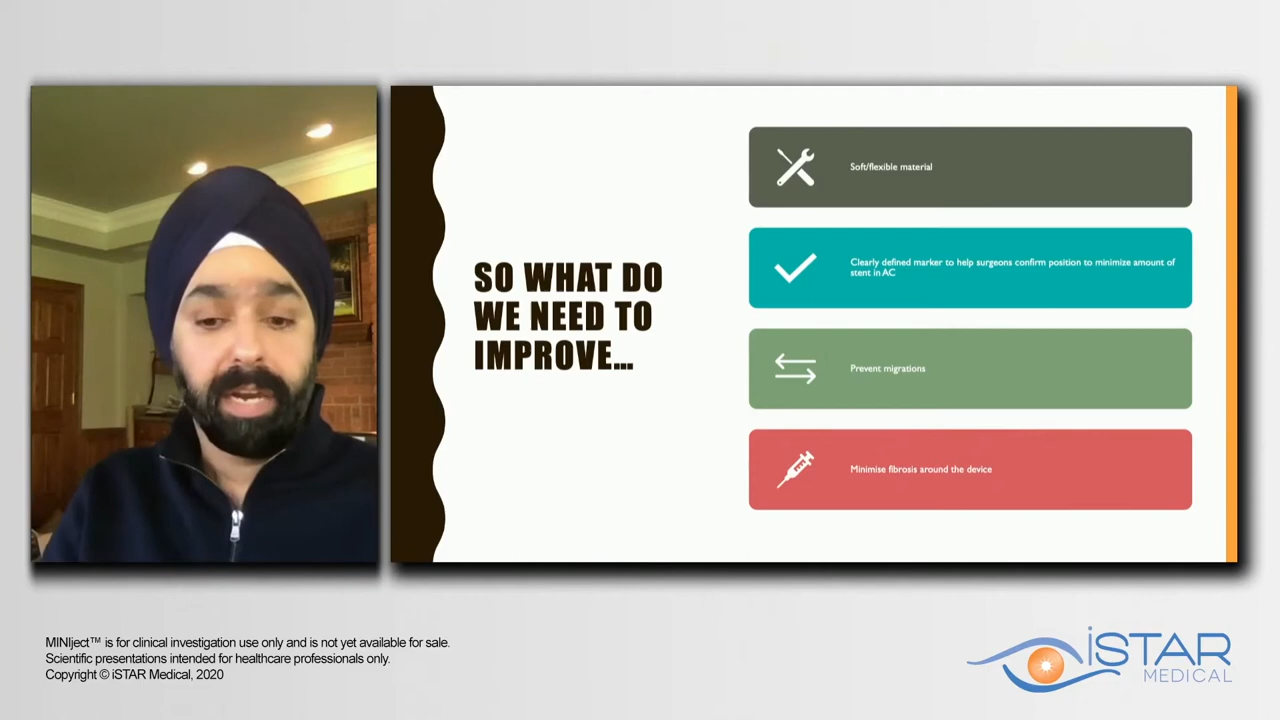 SO WHAT DO
WE NEED TO
IMPROVE...
Soft/flexible material
Clearly defined marker to help surgeons confirm position to minimize amount of
stent in AC
Prevent migrations
Minimise fibrosis around the device
MINIject™ is for clinical investigation use only and is not yet available for sale.
Scientific presentations intended for healthcare professionals only.
Copyright © iSTAR Medical, 2020
iSTAR
MEDICAL